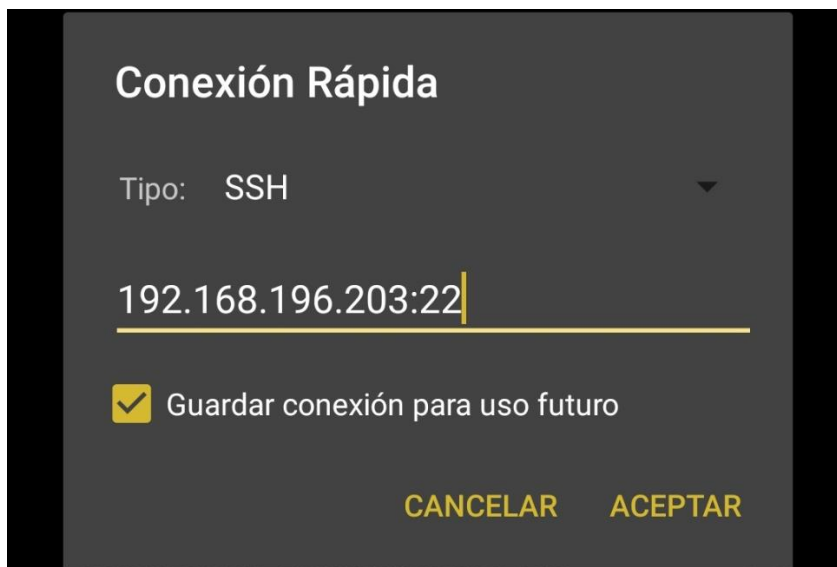 Conexión Rápida
Tipo: SSH
192.168.196.203:22
Guardar conexión para uso futuro
CANCELAR ACEPTAR